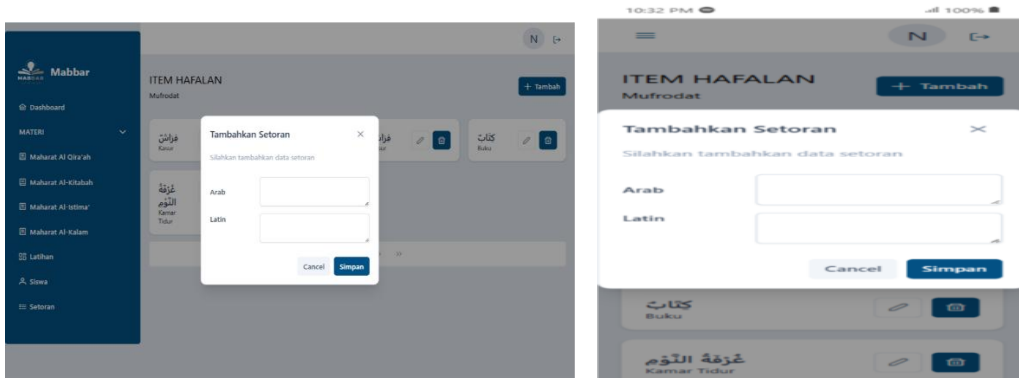 N
Mabbar
MABBAR
Dashboard
MATERI
Maharat Al Qira'ah
Maharat Al-Kitabah
Maharat Al-Istima'
Maharat Al-Kalam
Latihan
Siswa
Setoran
ITEM HAFALAN
Mufrodat
+ Tambah
فِرَاشٌ
Kasur
كِتَابٌ
Buku
غُرْفَةُ
النَّوْمِ
Kamar
Tidur
Tambahkan Setoran
Silahkan tambahkan data setoran
Arab
Latin
Cancel
Simpan
10:32 PM
100%
N
ITEM HAFALAN
Mufrodat
+ Tambah
Tambahkan Setoran
Silahkan tambahkan data setoran
Arab
Latin
Cancel
Simpan
كِتَابٌ
Buku
غُرْفَةُ النَّوْمِ
Kamar Tidur